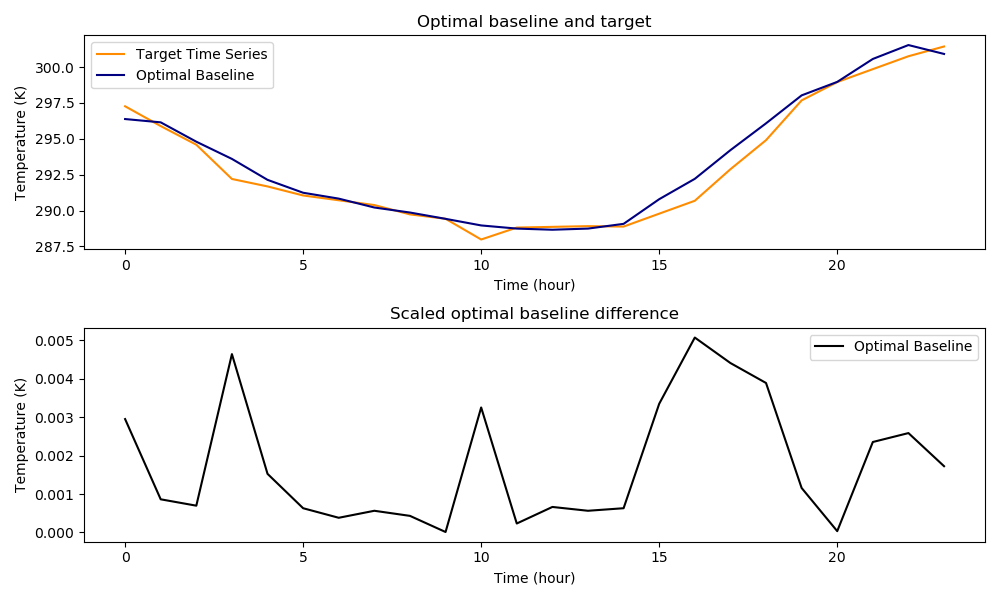 Optimal baseline and target
Target Time Series
Optimal Baseline
Temperature (K)
300.0
297.5
295.0
292.5
290.0
287.5
0 5 10 15 20
Time (hour)
Scaled optimal baseline difference
Optimal Baseline
Temperature (K)
0.005
0.004
0.003
0.002
0.001
0.000
0 5 10 15 20
Time (hour)